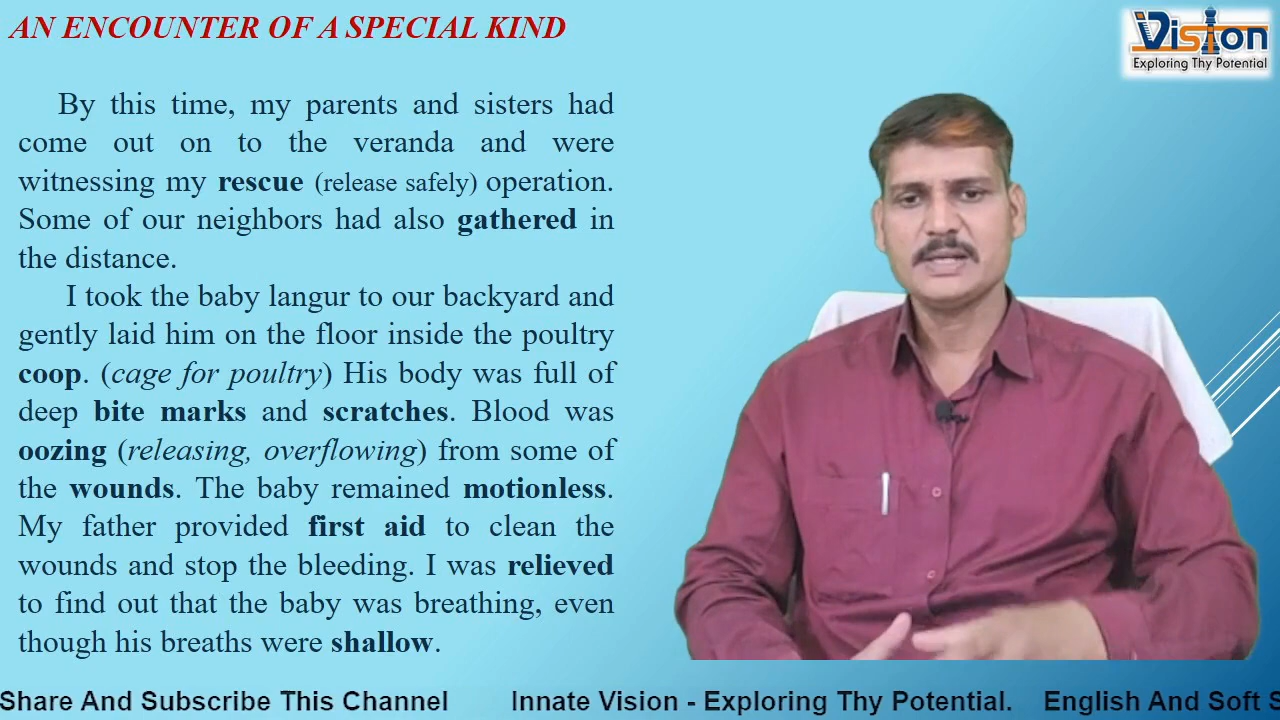 AN ENCOUNTER OF A SPECIAL KIND
iVision
Exploring Thy Potential
By this time, my parents and sisters had
come out on to the veranda and were
witnessing my rescue (release safely) operation.
Some of our neighbors had also gathered in
the distance.
I took the baby langur to our backyard and
gently laid him on the floor inside the poultry
coop. (cage for poultry) His body was full of
deep bite marks and scratches. Blood was
oozing (releasing, overflowing) from some of
the wounds. The baby remained motionless.
My father provided first aid to clean the
wounds and stop the bleeding. I was relieved
to find out that the baby was breathing, even
though his breaths were shallow.
Share And Subscribe This Channel Innate Vision - Exploring Thy Potential. English And Soft S